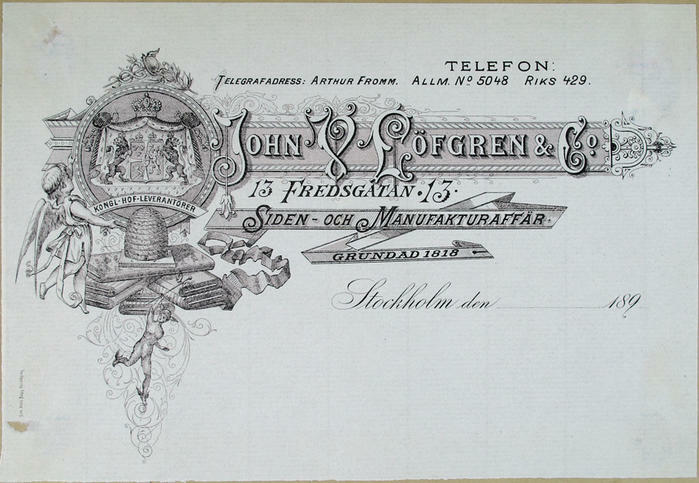 TELEFON:
TELEGRAFADRESS: ARTHUR FROMM. ALLM. No 5048 RIKS 429.
JOHN V. LÖFGREN & Co.
KONGL-HOF-LEVERANTÖRER
13 FREDSGATAN 13.
SIDEN- OCH MANUFAKTURAFFÄR.
GRUNDAD 1818
Stockholm den 189